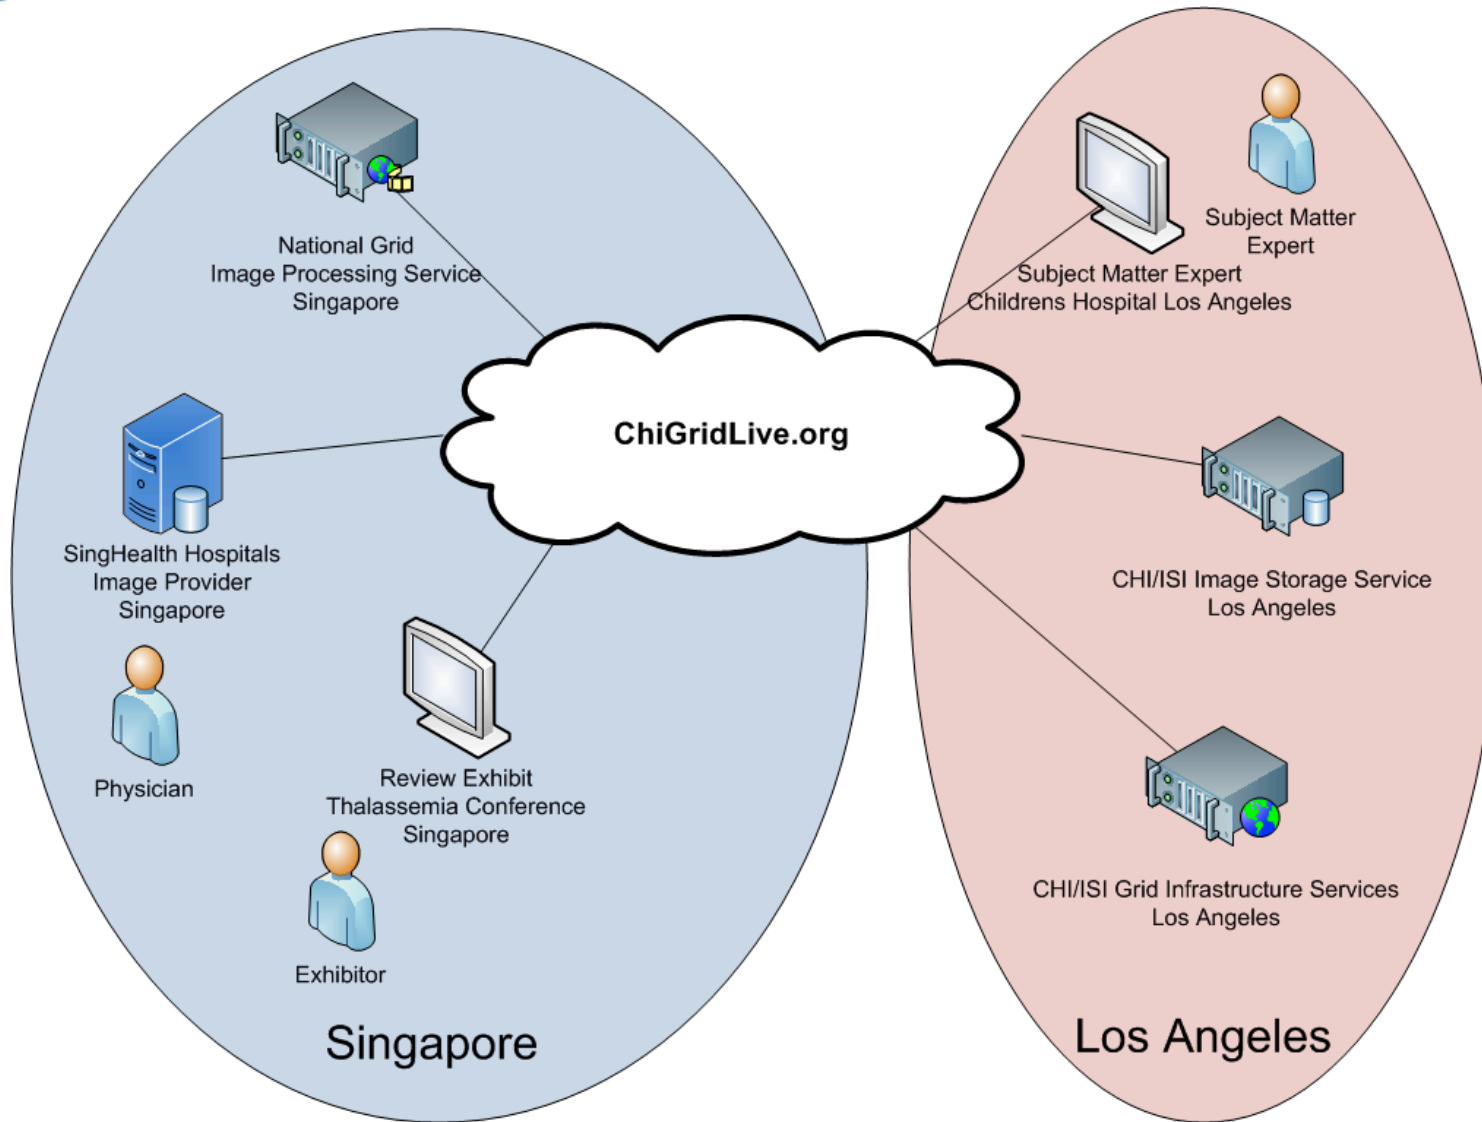 National Grid
Image Processing Service
Singapore
Subject Matter
Expert
Subject Matter Expert
Childrens Hospital Los Angeles
ChiGridLive.org
SingHealth Hospitals
Image Provider
Singapore
CHI/ISI Image Storage Service
Los Angeles
Physician
Review Exhibit
Thalassemia Conference
Singapore
CHI/ISI Grid Infrastructure Services
Los Angeles
Exhibitor
Singapore
Los Angeles